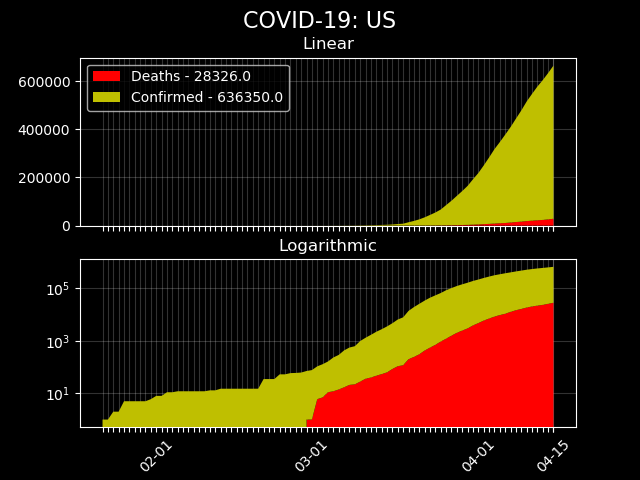 COVID-19: US
Linear
Deaths - 28326.0
Confirmed - 636350.0
600000
400000
200000
0
Logarithmic
10^5
10^3
10^1
02-01
03-01
04-01
04-15